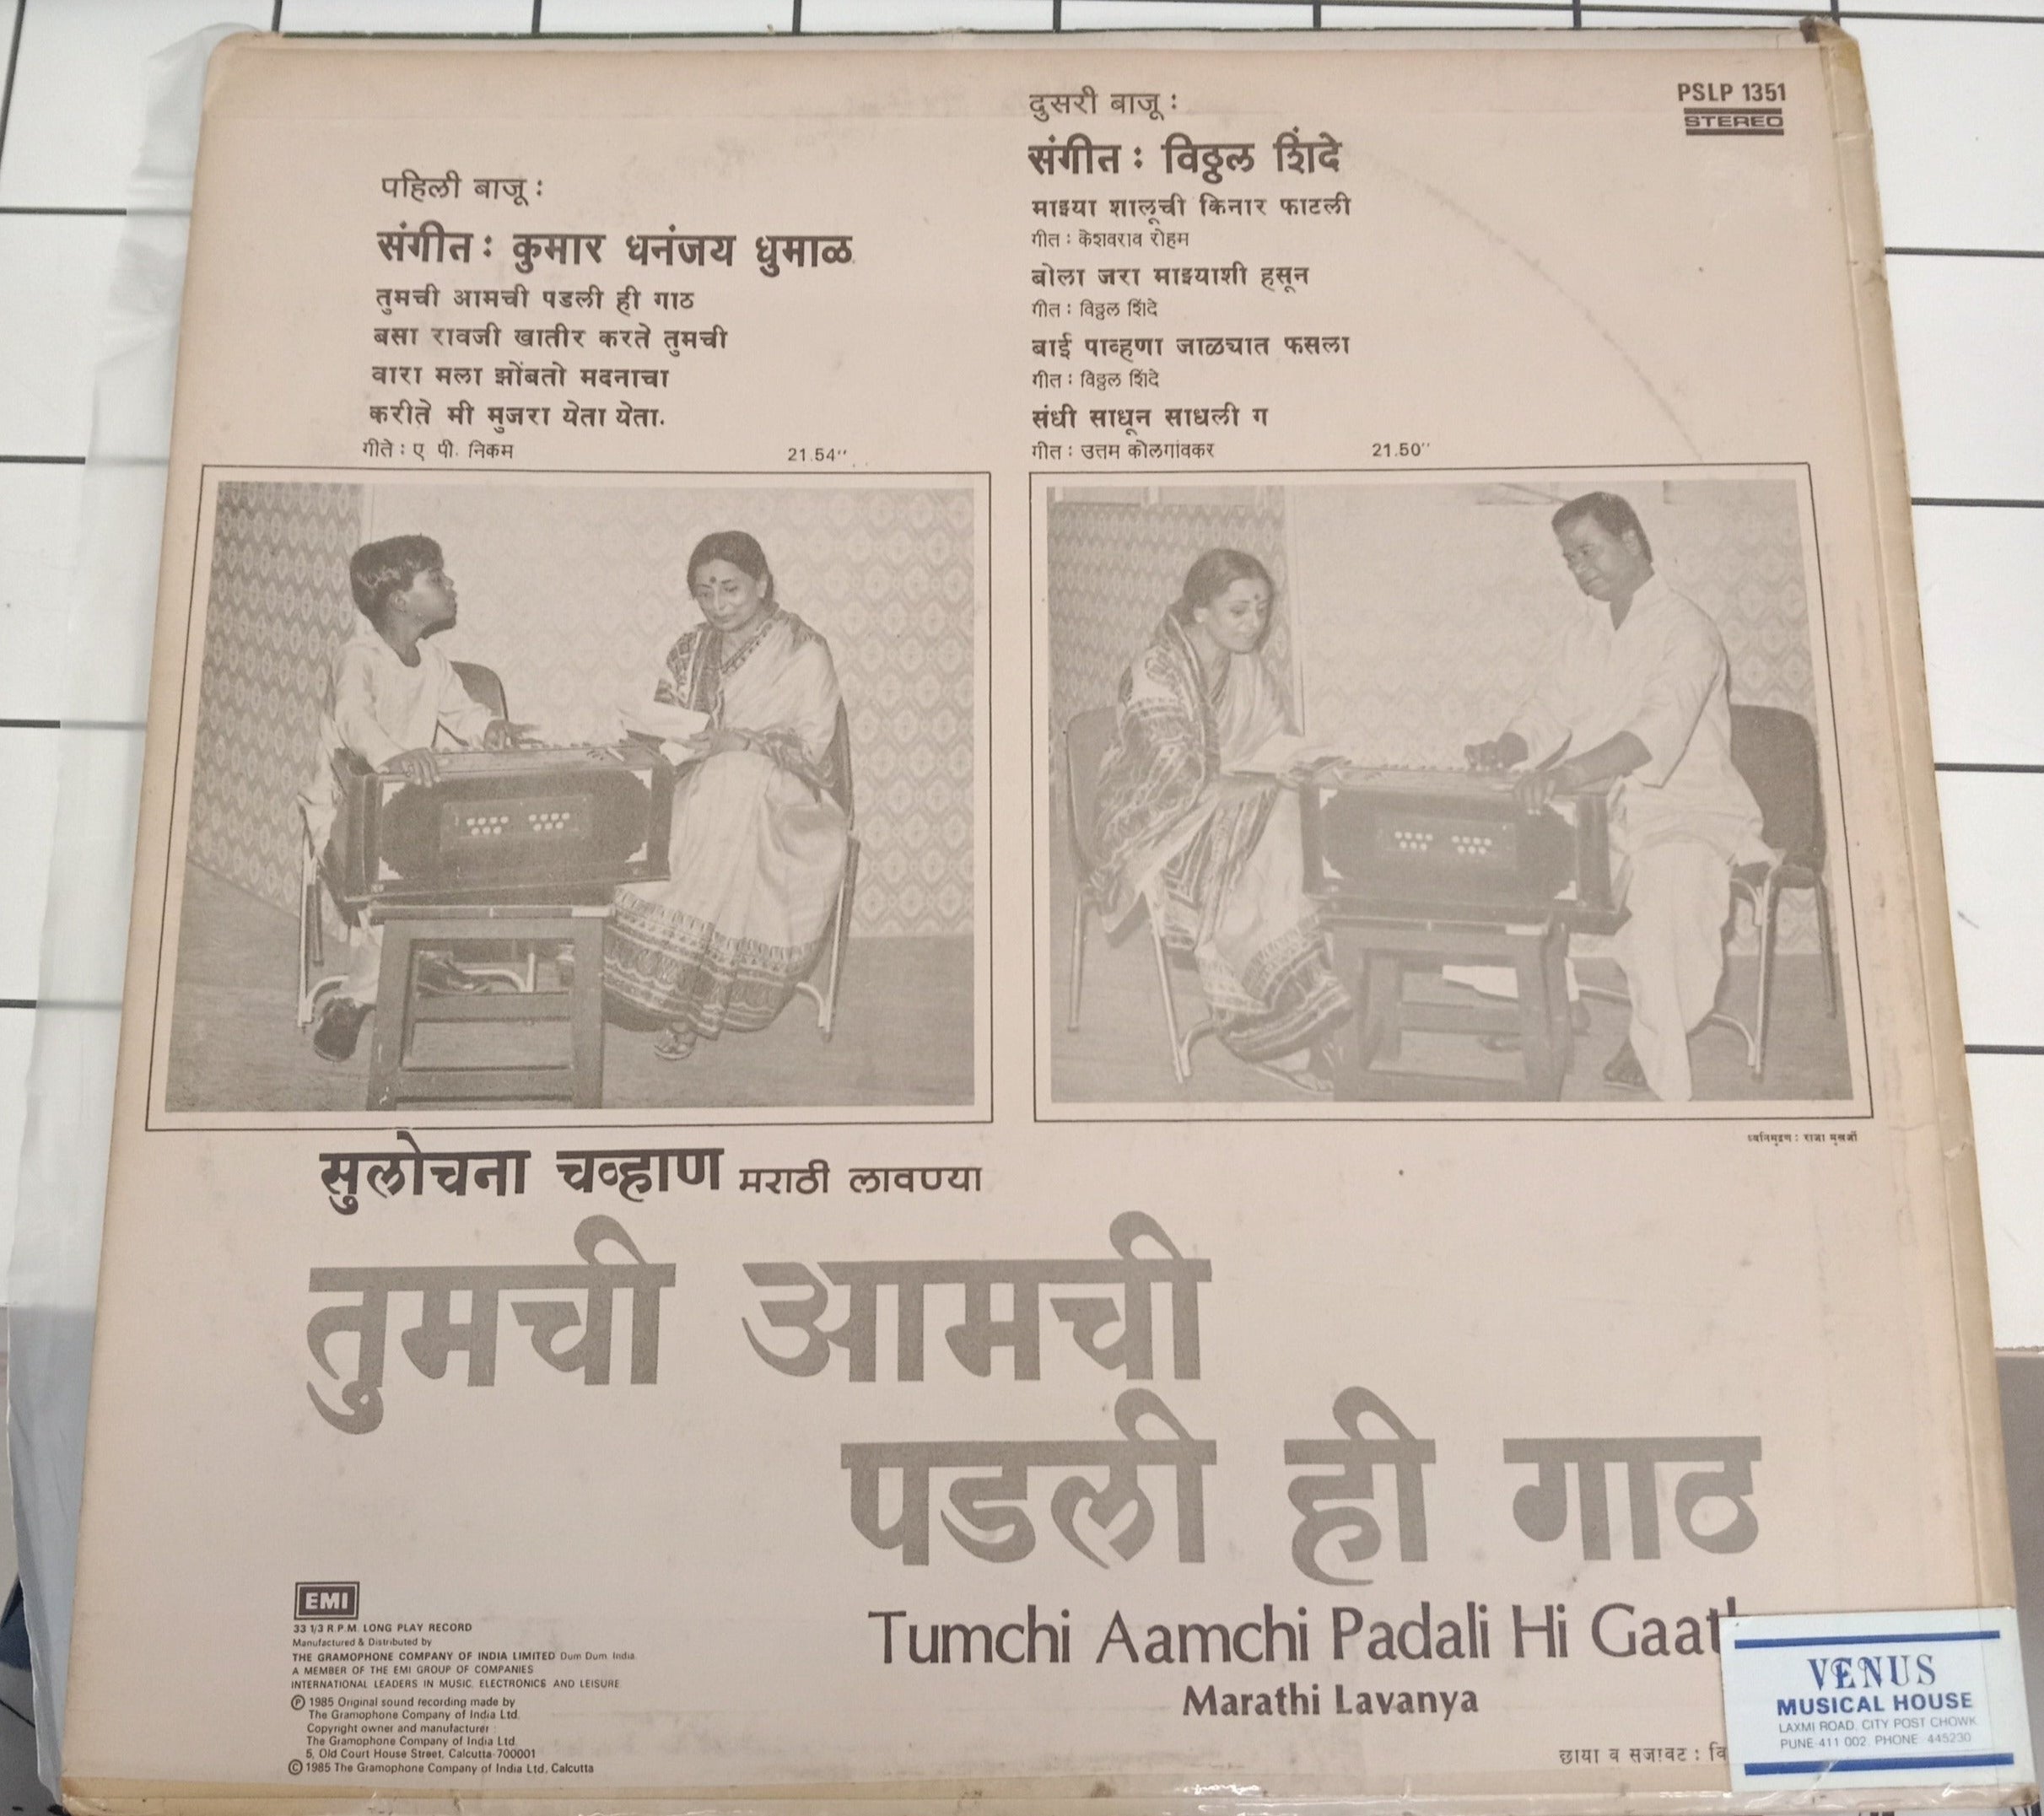 PSLP 1351
STEREO
पहिली बाजू :
संगीत : कुमार धनंजय धुमाळ
तुमची आमची पडली ही गाठ
बसा रावजी खातीर करते तुमची
वारा मला झोंबतो मदनाचा
करीते मी मुजरा येता येता.
गीते : ए पी. निकम 21.54''
दुसरी बाजू :
संगीत : विठ्ठल शिंदे
माझ्या शालूची किनार फाटली
गीत : केशवराव रोहम
बोला जरा माझ्याशी हसून
गीत : विठ्ठल शिंदे
बाई पाव्हणा जाळ्यात फसला
गीत : विठ्ठल शिंदे
संधी साधून साधली ग
गीत : उत्तम कोलगांवकर 21.50''
ध्वनिमुद्रण : राजा मुखर्जी
सुलोचना चव्हाण मराठी लावण्या
तुमची आमची
पडली ही गाठ
Tumchi Aamchi Padali Hi Gaath
Marathi Lavanya
छाया व सजावट : वि
EMI
33 1/3 R.P.M. LONG PLAY RECORD
Manufactured & Distributed by
THE GRAMOPHONE COMPANY OF INDIA LIMITED Dum Dum, India.
A MEMBER OF THE EMI GROUP OF COMPANIES
INTERNATIONAL LEADERS IN MUSIC, ELECTRONICS AND LEISURE
Ⓟ 1985 Original sound recording made by
The Gramophone Company of India Ltd.
Copyright owner and manufacturer :
The Gramophone Company of India Ltd.
5, Old Court House Street, Calcutta-700001
© 1985 The Gramophone Company of India Ltd, Calcutta
VENUS
MUSICAL HOUSE
LAXMI ROAD, CITY POST CHOWK
PUNE-411 002. PHONE: 445230